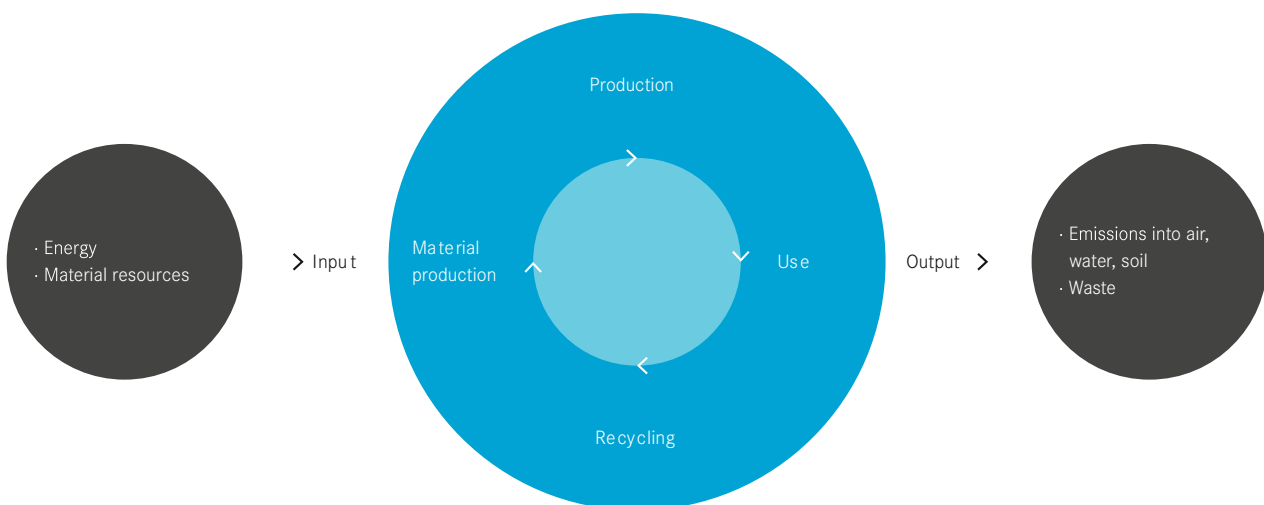 · Energy
· Material resources
Input
Production
Material
production
Use
Recycling
Output
· Emissions into air,
water, soil
· Waste